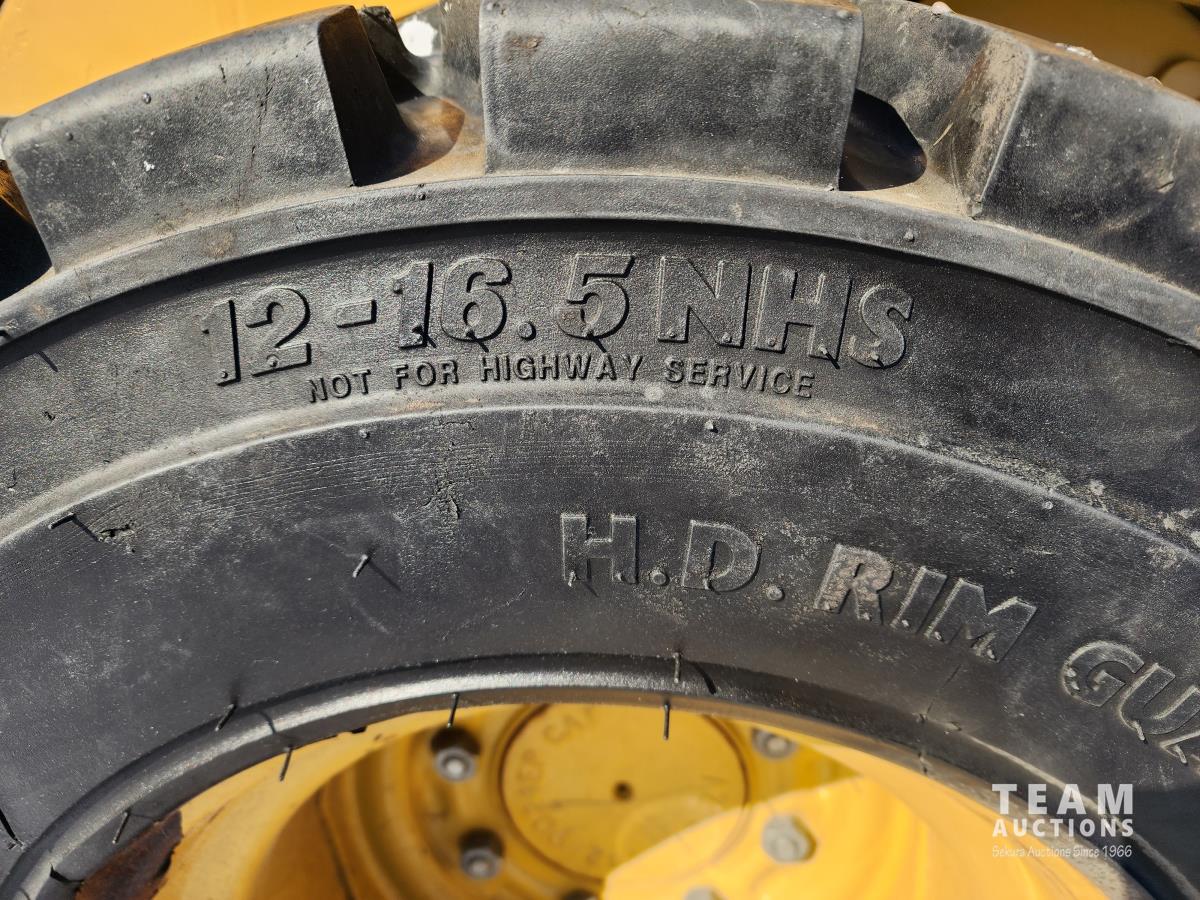 12-16.5 NHS
NOT FOR HIGHWAY SERVICE
H.D. RIM
TEAM
AUCTIONS
Sekura Auctions Since 1966